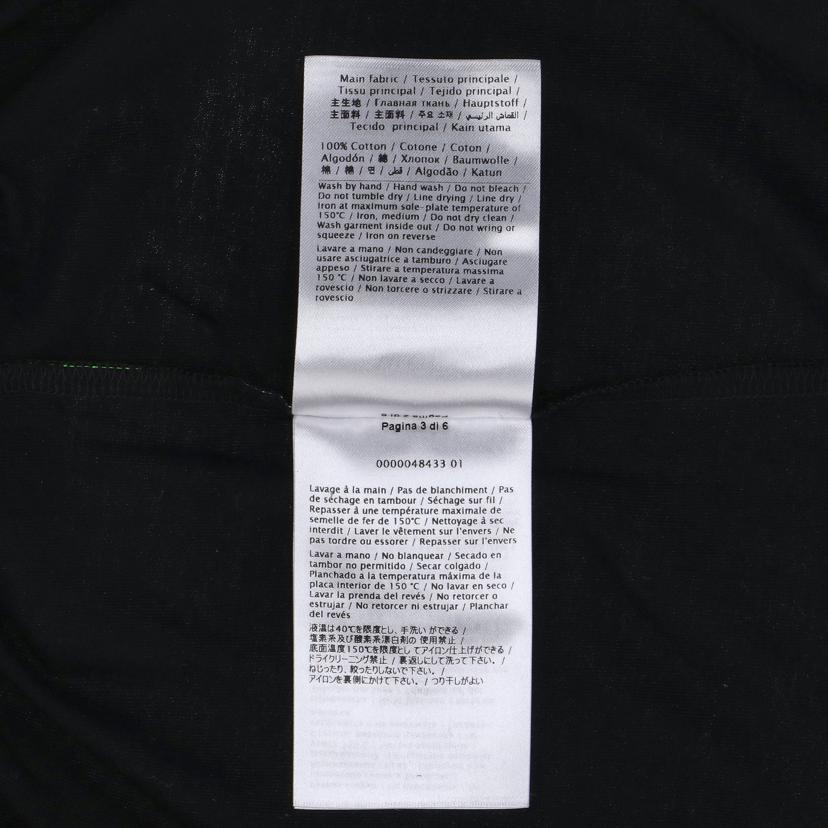 Main fabric / Tessuto principale /
Tissu principal / Tejido principal /
主生地 / Главная ткань / Hauptstoff /
主面料 / 主面料 / 주요 소재 / القماش الرئيسي /
Tecido principal / Kain utama
100% Cotton / Cotone / Coton /
Algodón / 綿 / Хлопок / Baumwolle /
棉 / 棉 / 면 / قطن / Algodão / Katun
Wash by hand / Hand wash / Do not bleach /
Do not tumble dry / Line drying / Line dry /
Iron at maximum sole-plate temperature of
150°C / Iron, medium / Do not dry clean /
Wash garment inside out / Do not wring or
squeeze / Iron on reverse
Lavare a mano / Non candeggiare / Non
usare asciugatrice a tamburo / Asciugare
appeso / Stirare a temperatura massima
150 °C / Non lavare a secco / Lavare a
rovescio / Non torcere o strizzare / Stirare a
rovescio
Pagina 3 di 6
0000048433 01
Lavage à la main / Pas de blanchiment / Pas
de séchage en tambour / Séchage sur fil /
Repasser à une température maximale de
semelle de fer de 150°C / Nettoyage à sec
interdit / Laver le vêtement sur l'envers / Ne
pas tordre ou essorer / Repasser sur l'envers
Lavar a mano / No blanquear / Secado en
tambor no permitido / Secar colgado /
Planchado a la temperatura máxima de la
placa interior de 150 °C / No lavar en seco /
Lavar la prenda del revés / No retorcer o
estrujar / No retorcer ni estrujar / Planchar
del revés
液温は40℃を限度とし、手洗いができる /
塩素系及び酸素系漂白剤の 使用禁止 /
底面温度150℃を限度としてアイロン仕上げができる /
ドライクリーニング禁止 / 裏返しにして洗って下さい。 /
ねじったり、絞ったりしないで下さい。 /
アイロンを裏側にかけて下さい。 / つり干しがよい